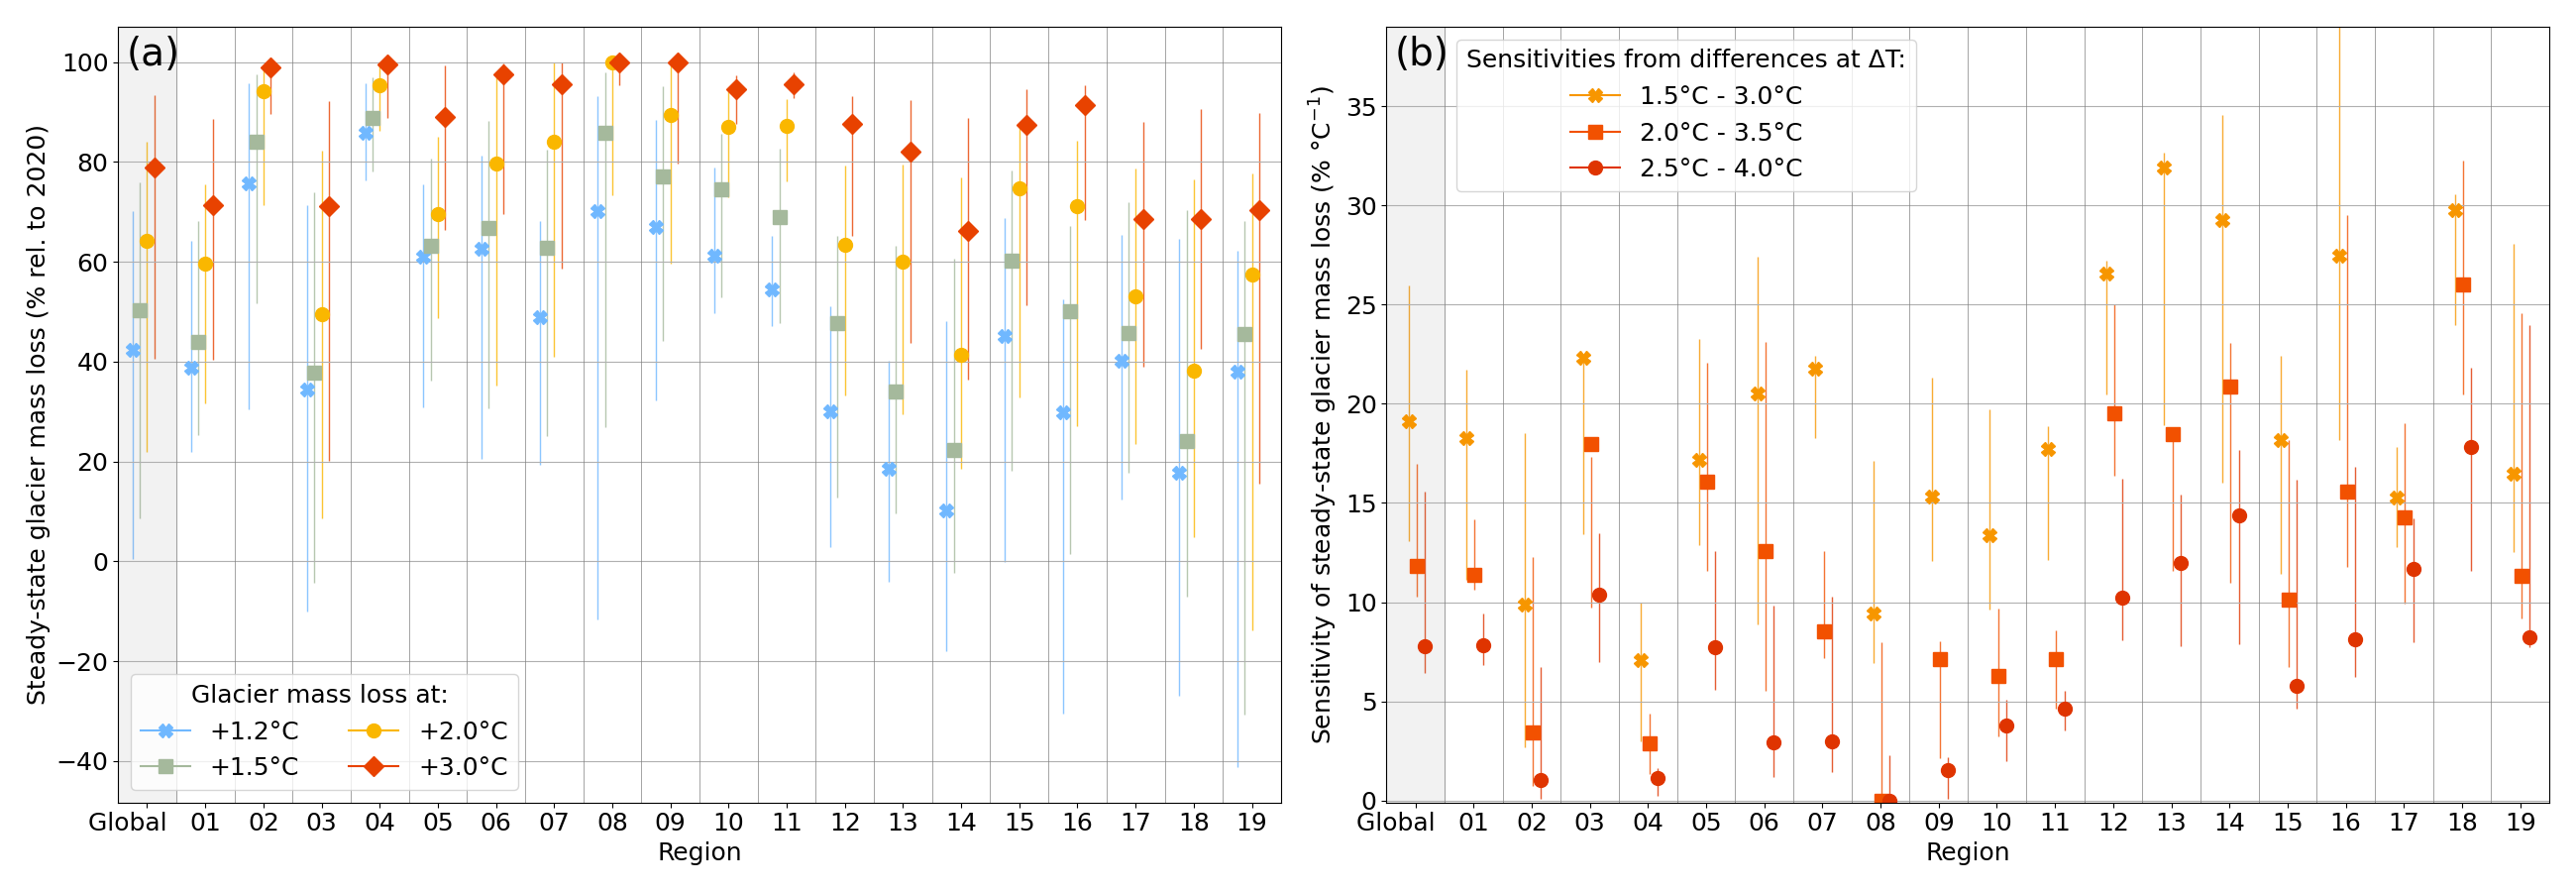 (a)
Steady-state glacier mass loss (% rel. to 2020)
100
80
60
40
20
0
−20
−40
Glacier mass loss at:
+1.2°C
+2.0°C
+1.5°C
+3.0°C
Global 01 02 03 04 05 06 07 08 09 10 11 12 13 14 15 16 17 18 19
Region
(b)
Sensitivity of steady-state glacier mass loss (% °C⁻¹)
35
30
25
20
15
10
5
0
Sensitivities from differences at ΔT:
1.5°C - 3.0°C
2.0°C - 3.5°C
2.5°C - 4.0°C
Global 01 02 03 04 05 06 07 08 09 10 11 12 13 14 15 16 17 18 19
Region